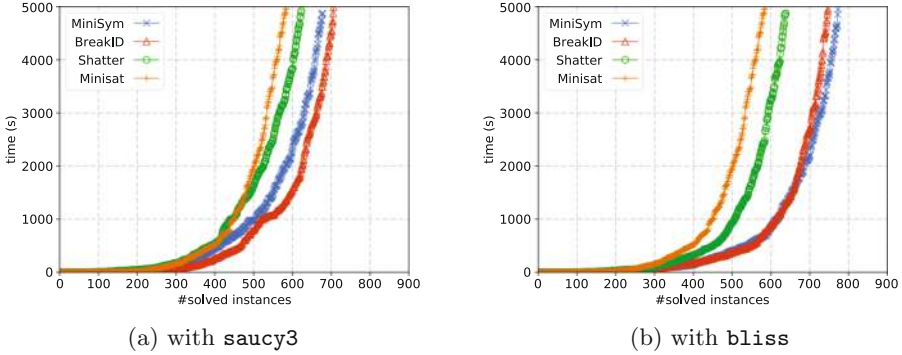 MiniSym
BreakID
Shatter
Minisat
time (s)
5000
4000
3000
2000
1000
0
0 100 200 300 400 500 600 700 800 900
#solved instances
(a) with saucy3
MiniSym
BreakID
Shatter
Minisat
time (s)
5000
4000
3000
2000
1000
0
0 100 200 300 400 500 600 700 800 900
#solved instances
(b) with bliss